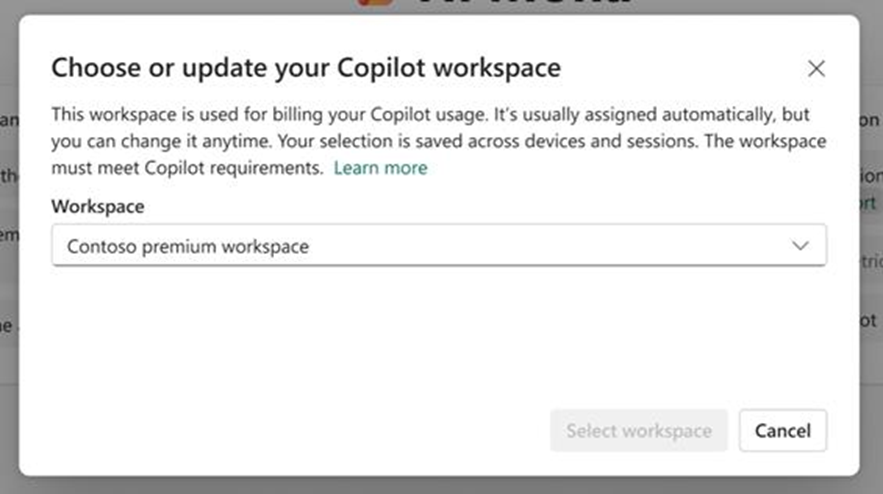 Choose or update your Copilot workspace
This workspace is used for billing your Copilot usage. It's usually assigned automatically, but
you can change it anytime. Your selection is saved across devices and sessions. The workspace
must meet Copilot requirements. Learn more
Workspace
Contoso premium workspace
Select workspace
Cancel